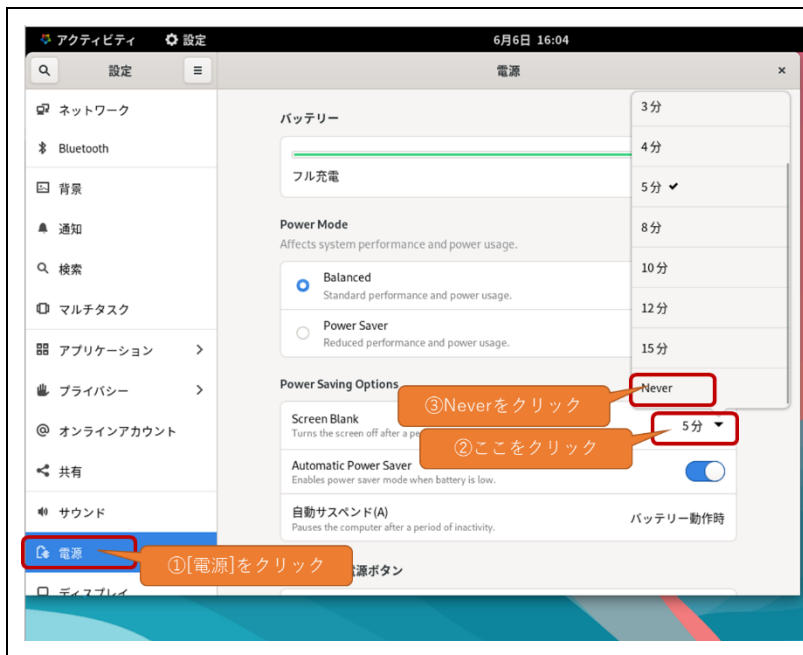 アクティビティ 設定 6月6日 16:04
設定 電源
ネットワーク
Bluetooth
背景
通知
検索
マルチタスク
アプリケーション
プライバシー
オンラインアカウント
共有
サウンド
電源
ディスプレイ
バッテリー
フル充電
Power Mode
Affects system performance and power usage.
Balanced
Standard performance and power usage.
Power Saver
Reduced performance and power usage.
Power Saving Options
Screen Blank
Turns the screen off after a pe
5分
Automatic Power Saver
Enables power saver mode when battery is low.
自動サスペンド(A)
Pauses the computer after a period of inactivity.
バッテリー動作時
源ボタン
3分
4分
5分
8分
10分
12分
15分
Never
①[電源]をクリック
②ここをクリック
③Neverをクリック